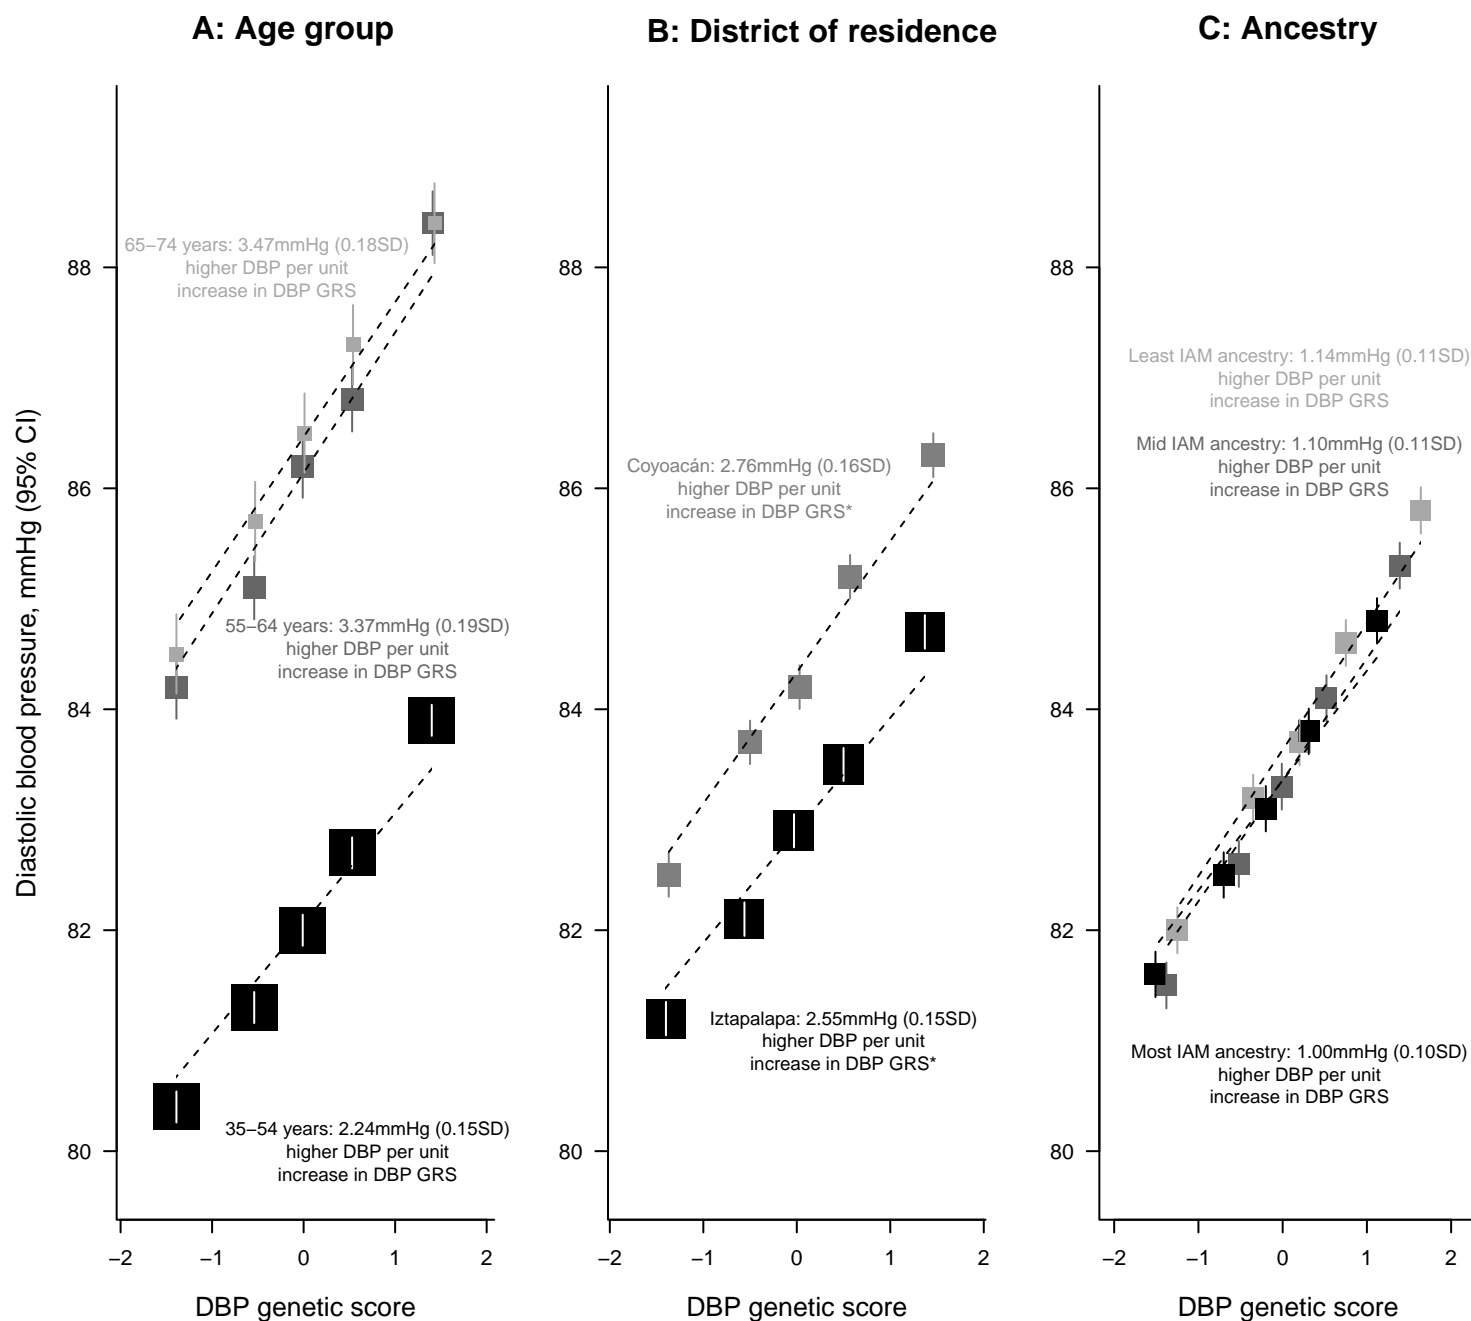 A: Age group
B: District of residence
C: Ancestry
Diastolic blood pressure, mmHg (95% CI)
88
86
84
82
80
65−74 years: 3.47mmHg (0.18SD)
higher DBP per unit
increase in DBP GRS
55−64 years: 3.37mmHg (0.19SD)
higher DBP per unit
increase in DBP GRS
35−54 years: 2.24mmHg (0.15SD)
higher DBP per unit
increase in DBP GRS
−2 −1 0 1 2
DBP genetic score
88
86
84
82
80
Coyoacán: 2.76mmHg (0.16SD)
higher DBP per unit
increase in DBP GRS*
Iztapalapa: 2.55mmHg (0.15SD)
higher DBP per unit
increase in DBP GRS*
−2 −1 0 1 2
DBP genetic score
88
86
84
82
80
Least IAM ancestry: 1.14mmHg (0.11SD)
higher DBP per unit
increase in DBP GRS
Mid IAM ancestry: 1.10mmHg (0.11SD)
higher DBP per unit
increase in DBP GRS
Most IAM ancestry: 1.00mmHg (0.10SD)
higher DBP per unit
increase in DBP GRS
−2 −1 0 1 2
DBP genetic score